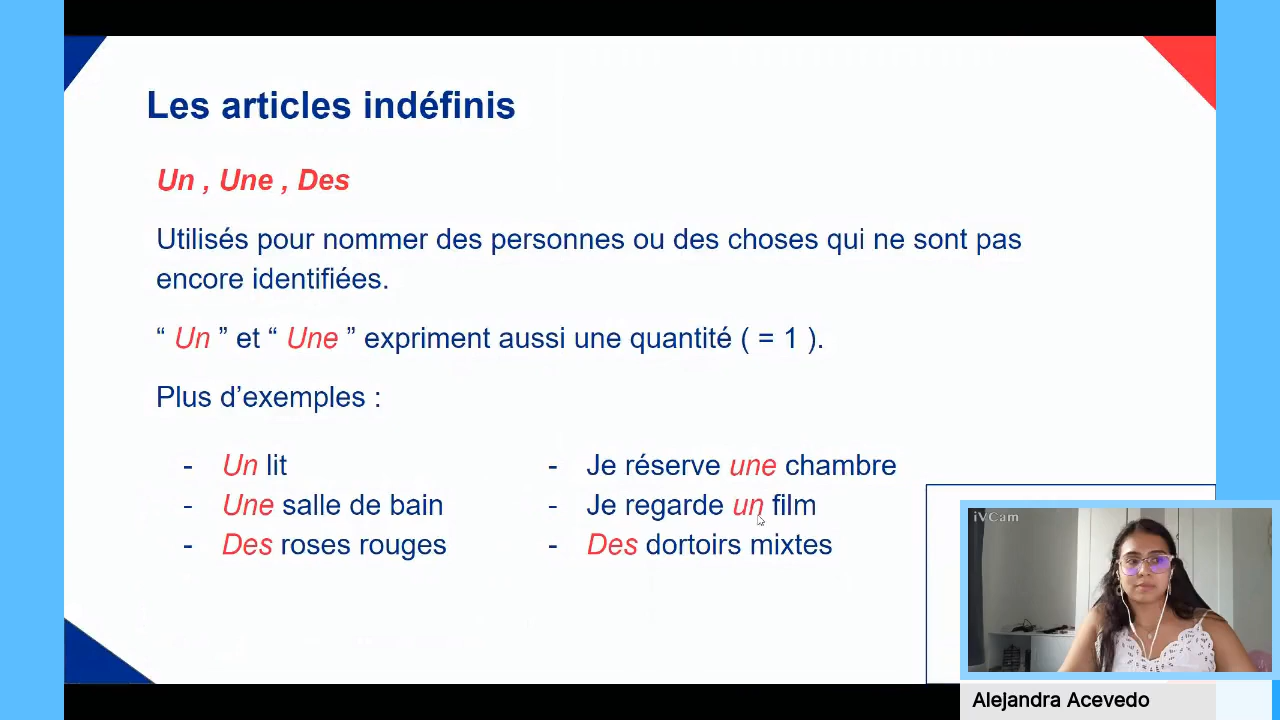 Les articles indéfinis
Un , Une , Des
Utilisés pour nommer des personnes ou des choses qui ne sont pas
encore identifiées.
“ Un ” et “ Une ” expriment aussi une quantité ( = 1 ).
Plus d’exemples :
- Un lit
- Une salle de bain
- Des roses rouges
- Je réserve une chambre
- Je regarde un film
- Des dortoirs mixtes
iVCam
Alejandra Acevedo